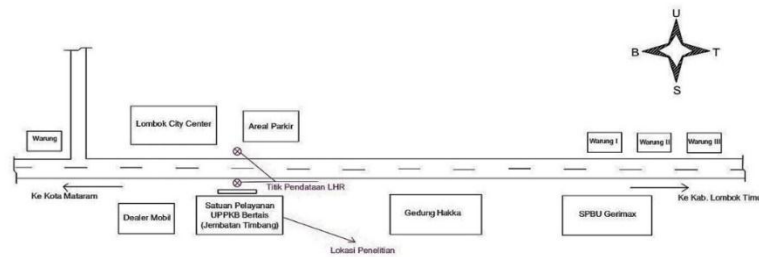 U
B
T
S
Warung
Lombok City Center
Areal Parkir
Warung I
Warung II
Warung III
Titik Pendataan LHR
Ke Kota Mataram
Ke Kab. Lombok Timu
Dealer Mobil
Satuan Pelayanan
UPPKB Bertais
(Jembatan Timbang)
Gedung Hakka
SPBU Gerimax
Lokasi Penelitian